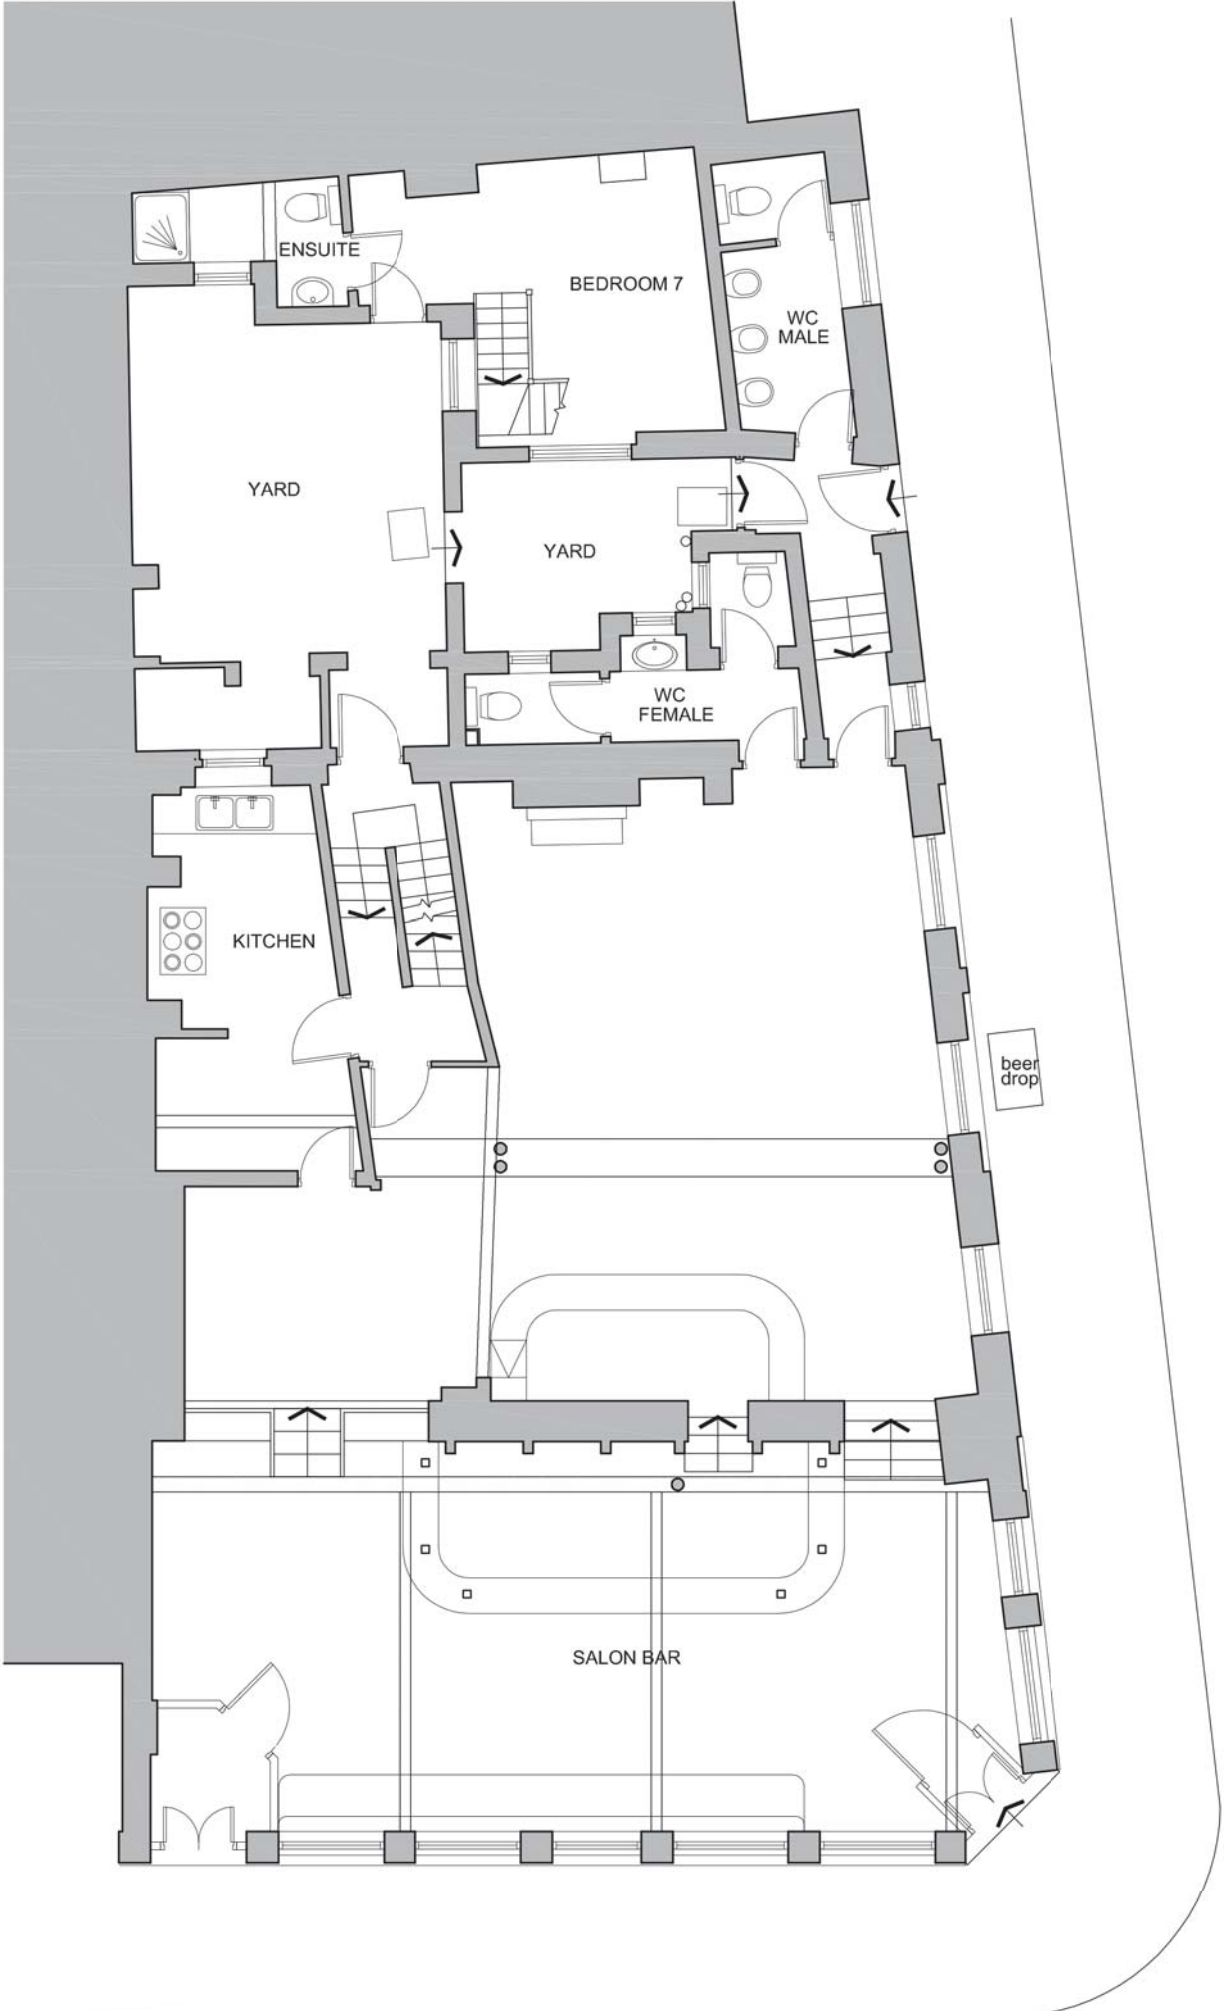 ENSUITE
BEDROOM 7
WC
MALE
YARD
YARD
WC
FEMALE
KITCHEN
beer
drop
SALON BAR